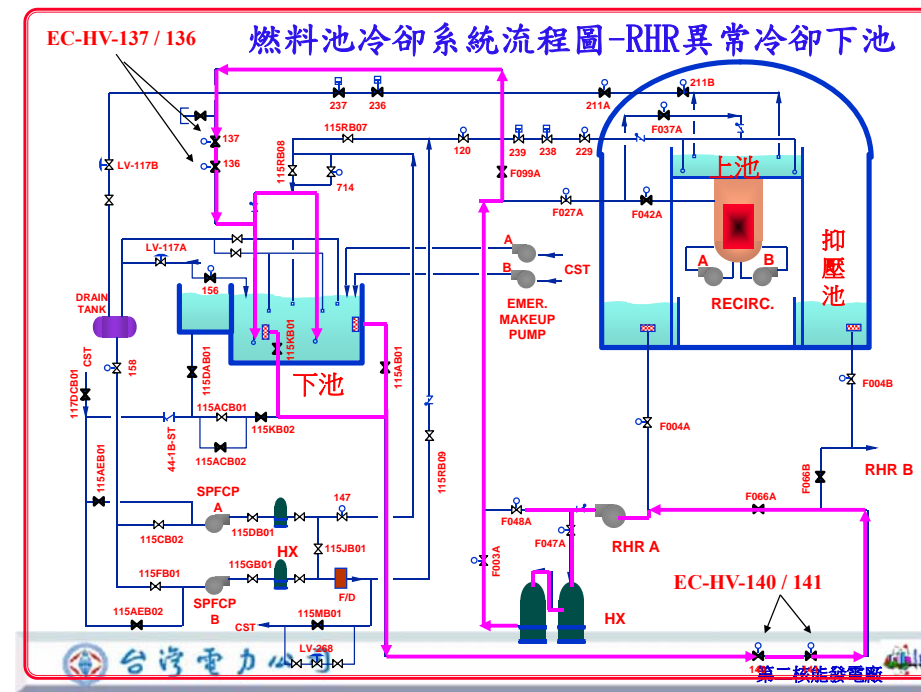 EC-HV-137 / 136
燃料池冷卻系統流程圖-RHR異常冷卻下池
237
236
211A
211B
F037A
137
136
LV-117B
115RB07
115RB08
714
120
239
238
229
F099A
F027A
F042A
上池
抑
壓
池
A
B
RECIRC.
LV-117A
156
DRAIN
TANK
A
B
CST
EMER.
MAKEUP
PUMP
115KB01
115AB01
下池
158
CST
117DCB01
115DAB01
115ACB01
115KB02
115ACB02
44-1B-ST
115AEB01
115RB09
F004A
F004B
RHR B
F066B
F066A
SPFCP
A
147
115CB02
115DB01
HX
115JB01
F048A
F047A
RHR A
F003A
115FB01
115GB01
SPFCP
B
F/D
115AEB02
115MB01
CST
LV-268
HX
EC-HV-140 / 141
台灣電力公司
第二核能發電廠